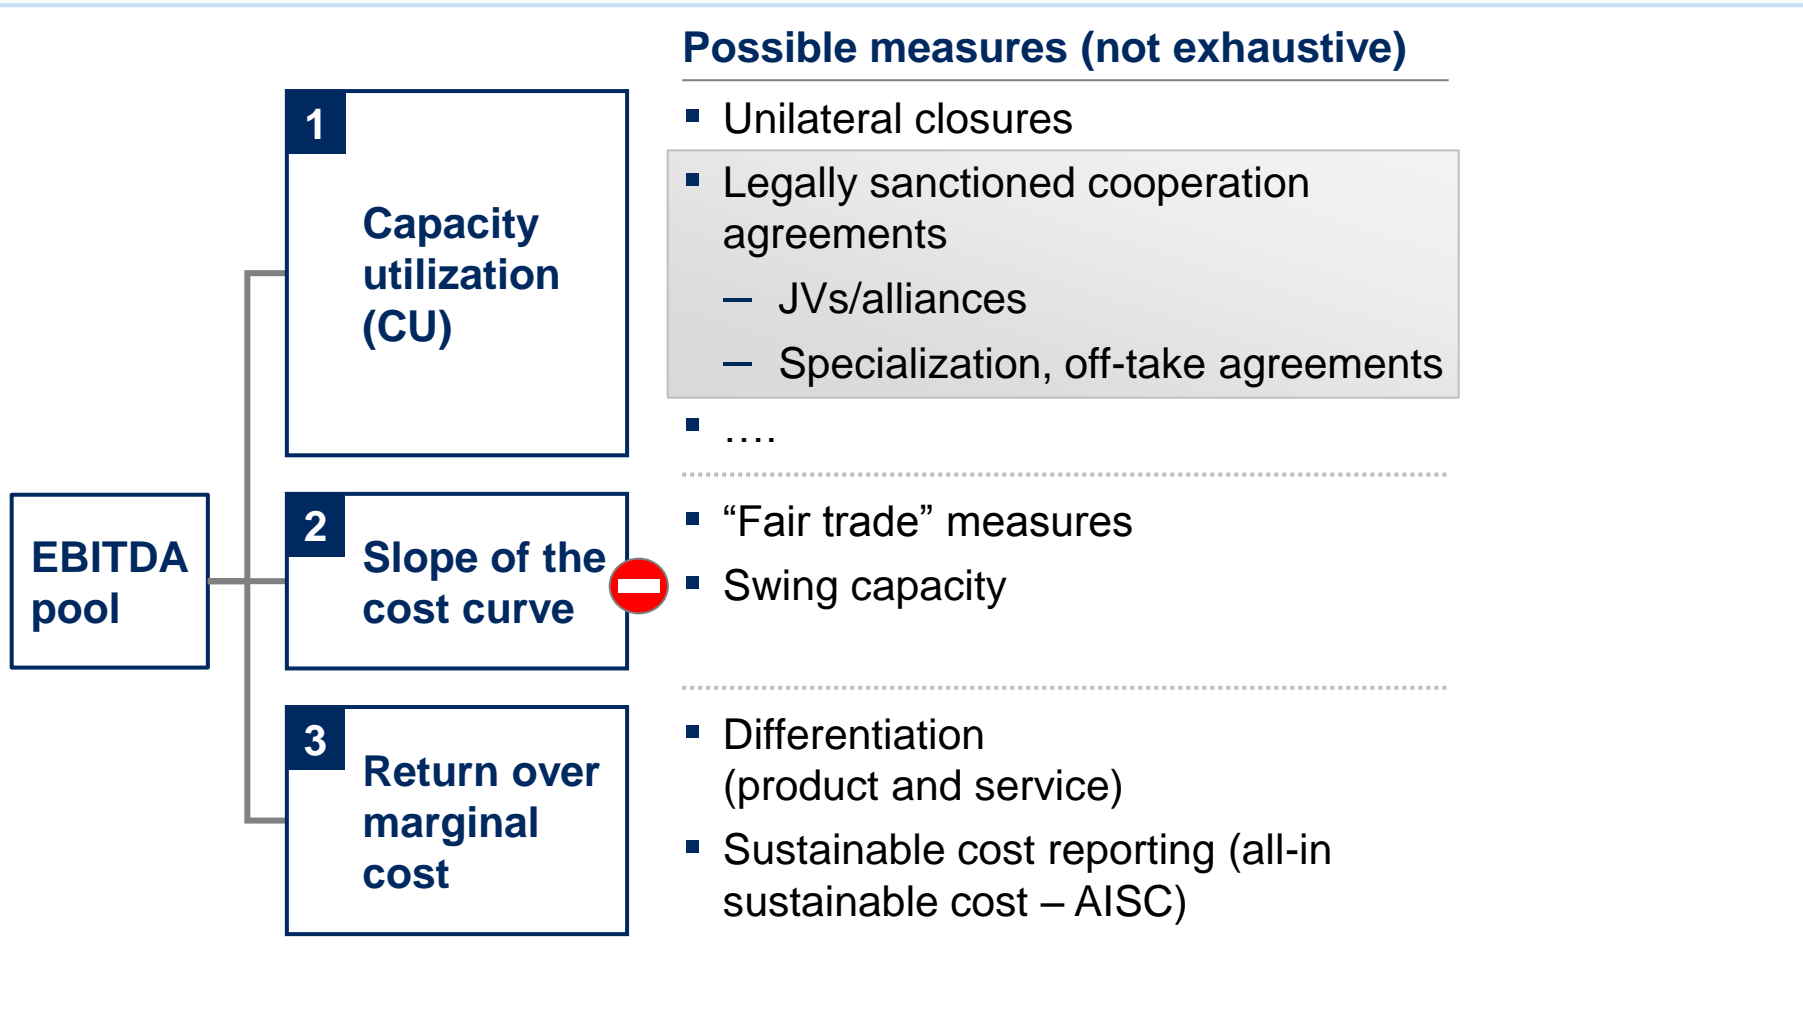 Possible measures (not exhaustive)
1
Capacity
utilization
(CU)
▪ Unilateral closures
▪ Legally sanctioned cooperation
agreements
– JVs/alliances
– Specialization, off-take agreements
▪ ….
EBITDA
pool
2
Slope of the
cost curve
▪ “Fair trade” measures
▪ Swing capacity
3
Return over
marginal
cost
▪ Differentiation
(product and service)
▪ Sustainable cost reporting (all-in
sustainable cost – AISC)